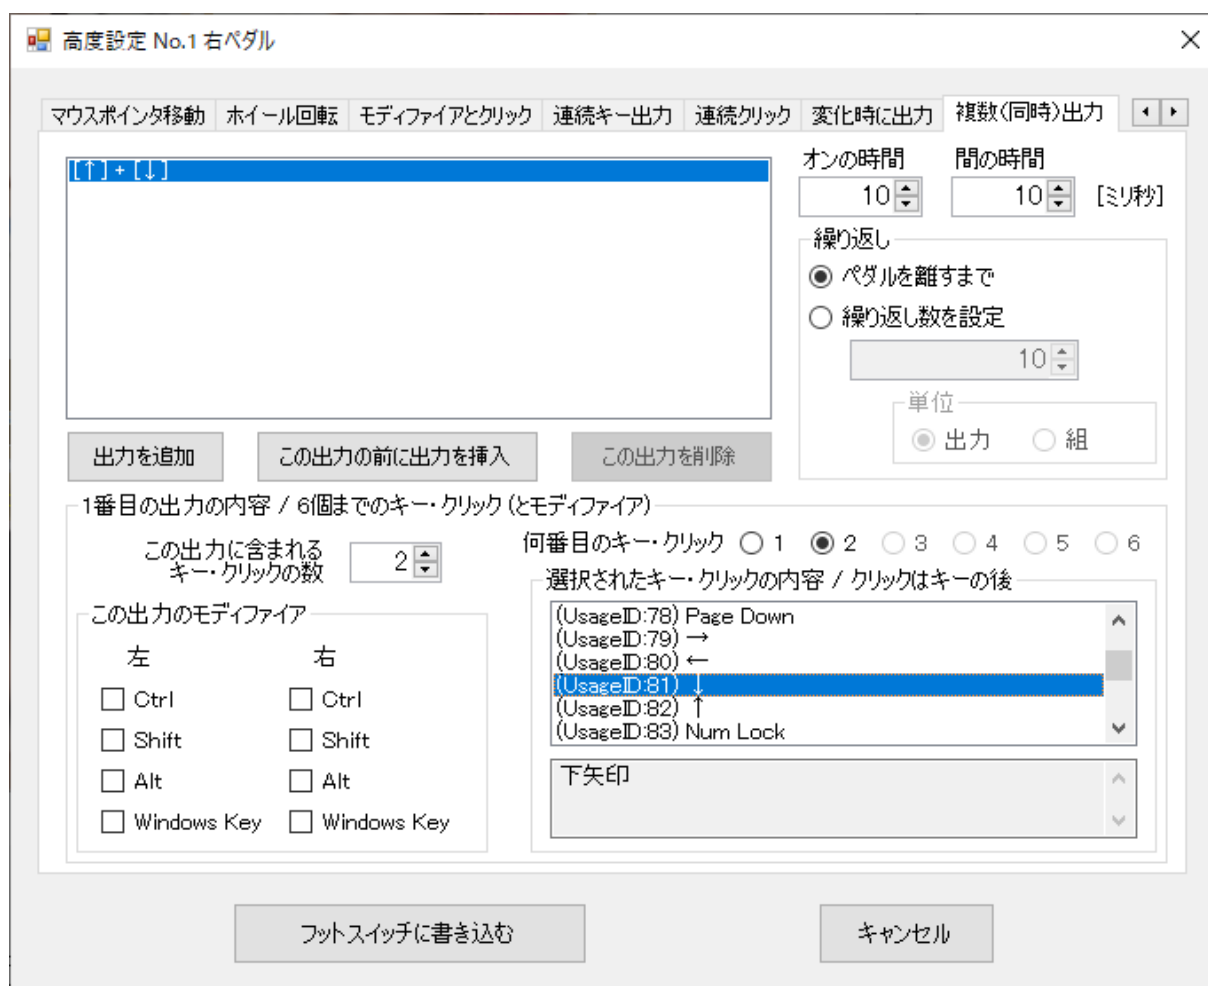 高度設定 No.1 右ペダル
マウスポインタ移動 ホイール回転 モディファイアとクリック 連続キー出力 連続クリック 変化時に出力 複数(同時)出力
[↑] + [↓]
オンの時間 間の時間
10 10 [ミリ秒]
繰り返し
ペダルを離すまで
繰り返し数を設定
10
単位
出力 組
出力を追加 この出力の前に出力を挿入 この出力を削除
1番目の出力の内容 / 6個までのキー・クリック (とモディファイア)
この出力に含まれる
キー・クリックの数
2
何番目のキー・クリック 1 2 3 4 5 6
この出力のモディファイア
左 右
Ctrl Ctrl
Shift Shift
Alt Alt
Windows Key Windows Key
選択されたキー・クリックの内容 / クリックはキーの後
(UsageID:78) Page Down
(UsageID:79) →
(UsageID:80) ←
(UsageID:81) ↓
(UsageID:82) ↑
(UsageID:83) Num Lock
下矢印
フットスイッチに書き込む キャンセル